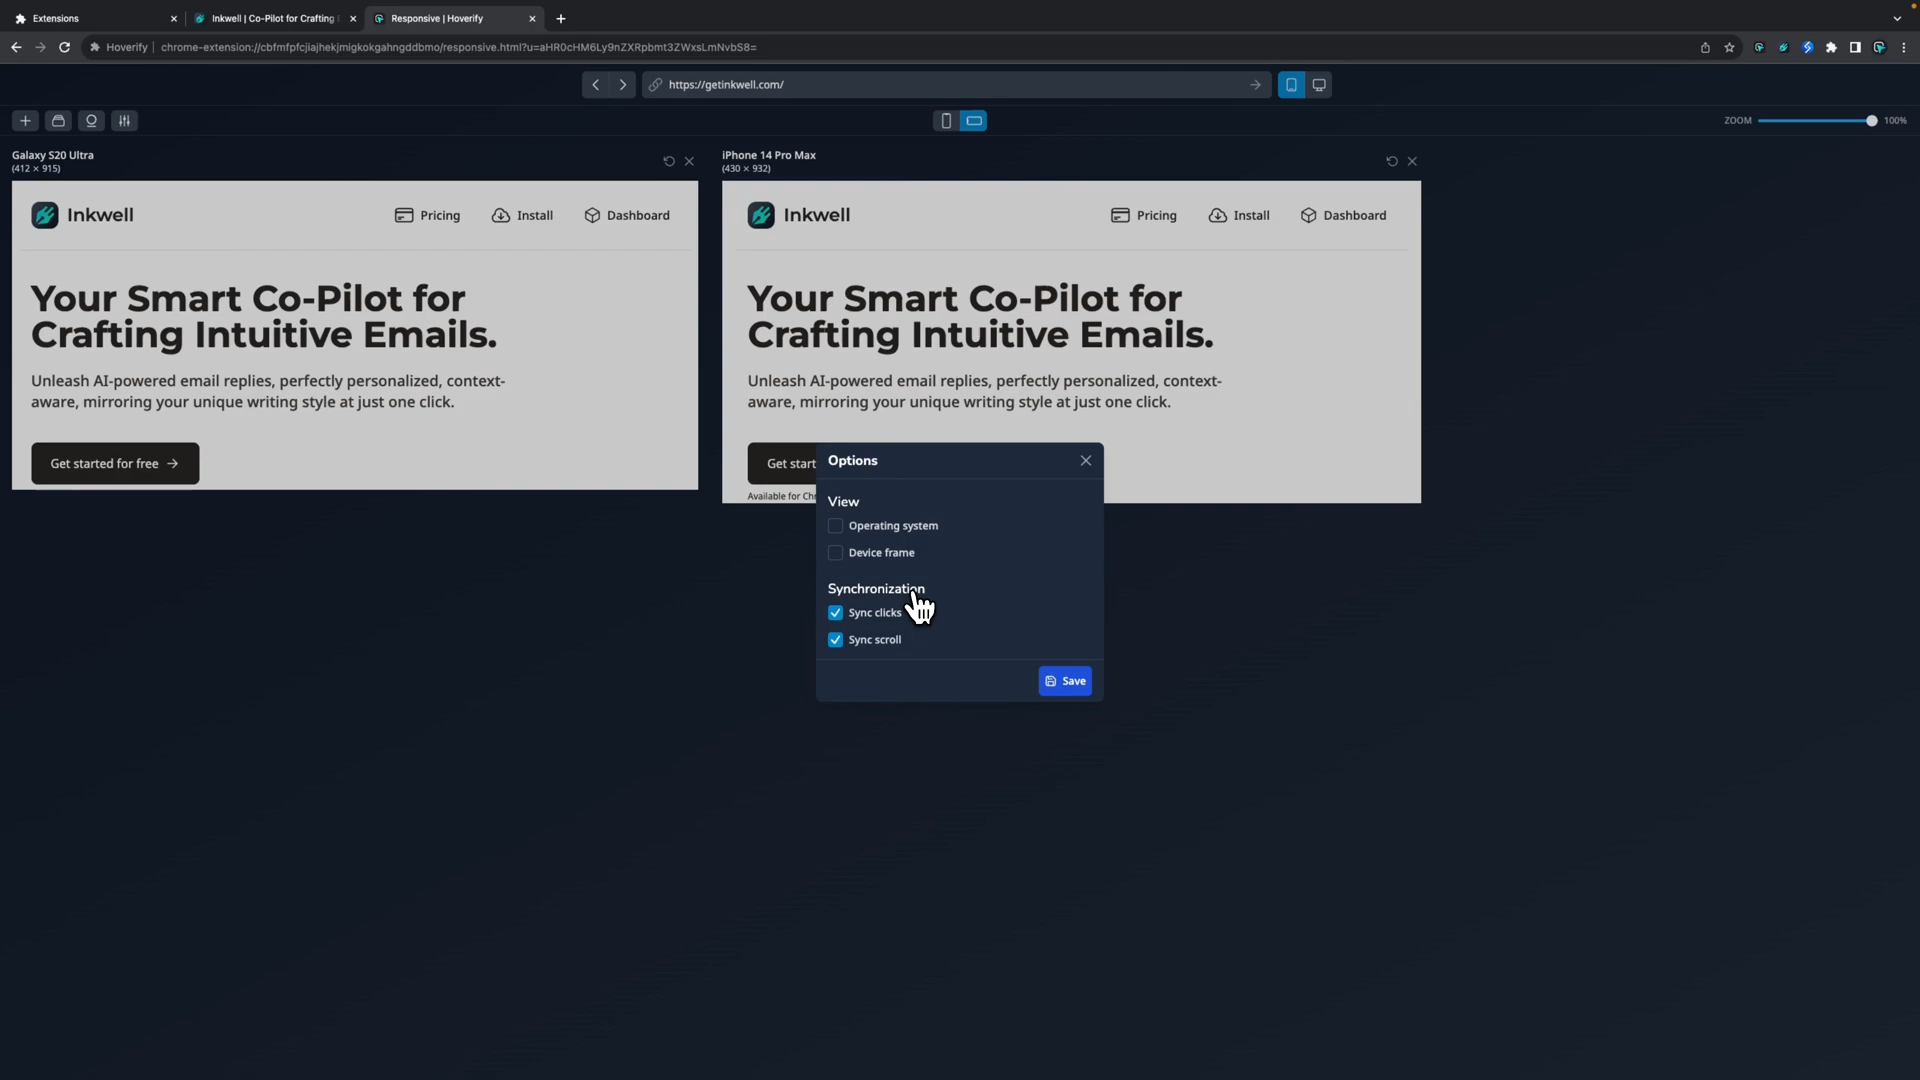 Extensions
Inkwell | Co-Pilot for Crafting
Responsive | Hoverify
Hoverify
chrome-extension://cbfmfpfcjiajhekjmigkokgahngddbmo/responsive.html?u=aHR0cHM6Ly9nZXRpbmt3ZWxsLmNvbS8=
https://getinkwell.com/
ZOOM 100%
Galaxy S20 Ultra
(412 × 915)
Inkwell
Pricing Install Dashboard
Your Smart Co-Pilot for
Crafting Intuitive Emails.
Unleash AI-powered email replies, perfectly personalized, context-
aware, mirroring your unique writing style at just one click.
Get started for free →
iPhone 14 Pro Max
(430 × 932)
Inkwell
Pricing Install Dashboard
Your Smart Co-Pilot for
Crafting Intuitive Emails.
Unleash AI-powered email replies, perfectly personalized, context-
aware, mirroring your unique writing style at just one click.
Get start
Available for Chr
Options
View
Operating system
Device frame
Synchronization
Sync clicks
Sync scroll
Save